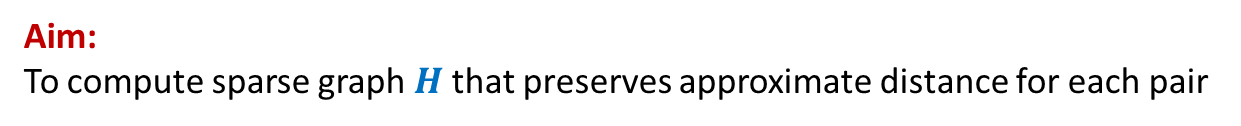 Aim:
To compute sparse graph H that preserves approximate distance for each pair